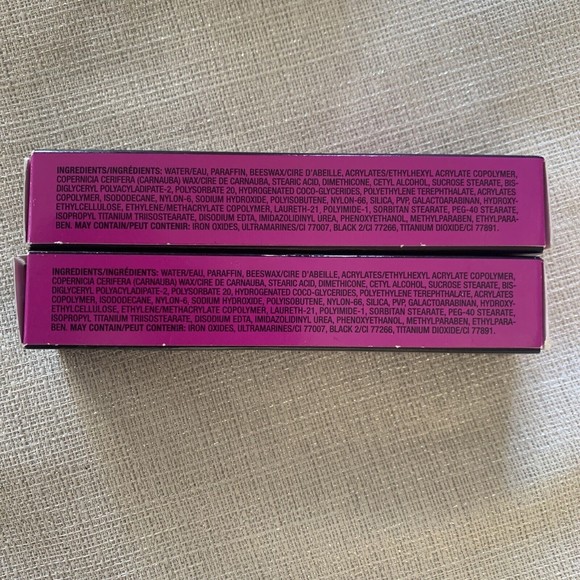 INGREDIENTS/INGRÉDIENTS: WATER/EAU, PARAFFIN, BEESWAX/CIRE D'ABEILLE, ACRYLATES/ETHYLHEXYL ACRYLATE COPOLYMER,
COPERNICIA CERIFERA (CARNAUBA) WAX/CIRE DE CARNAUBA, STEARIC ACID, DIMETHICONE, CETYL ALCOHOL, SUCROSE STEARATE, BIS-
DIGLYCERYL POLYACYLADIPATE-2, POLYSORBATE 20, HYDROGENATED COCO-GLYCERIDES, POLYETHYLENE TEREPHTHALATE, ACRYLATES
COPOLYMER, ISODODECANE, NYLON-6, SODIUM HYDROXIDE, POLYISOBUTENE, NYLON-66, SILICA, PVP, GALACTOARABINAN, HYDROXY-
ETHYLCELLULOSE, ETHYLENE/METHACRYLATE COPOLYMER, LAURETH-21, POLYIMIDE-1, SORBITAN STEARATE, PEG-40 STEARATE,
ISOPROPYL TITANIUM TRIISOSTEARATE, DISODIUM EDTA, IMIDAZOLIDINYL UREA, PHENOXYETHANOL, METHYLPARABEN, ETHYLPARA-
BEN. MAY CONTAIN/PEUT CONTENIR: IRON OXIDES, ULTRAMARINES/CI 77007, BLACK 2/CI 77266, TITANIUM DIOXIDE/CI 77891.
INGREDIENTS/INGRÉDIENTS: WATER/EAU, PARAFFIN, BEESWAX/CIRE D'ABEILLE, ACRYLATES/ETHYLHEXYL ACRYLATE COPOLYMER,
COPERNICIA CERIFERA (CARNAUBA) WAX/CIRE DE CARNAUBA, STEARIC ACID, DIMETHICONE, CETYL ALCOHOL, SUCROSE STEARATE, BIS-
DIGLYCERYL POLYACYLADIPATE-2, POLYSORBATE 20, HYDROGENATED COCO-GLYCERIDES, POLYETHYLENE TEREPHTHALATE, ACRYLATES
COPOLYMER, ISODODECANE, NYLON-6, SODIUM HYDROXIDE, POLYISOBUTENE, NYLON-66, SILICA, PVP, GALACTOARABINAN, HYDROXY-
ETHYLCELLULOSE, ETHYLENE/METHACRYLATE COPOLYMER, LAURETH-21, POLYIMIDE-1, SORBITAN STEARATE, PEG-40 STEARATE,
ISOPROPYL TITANIUM TRIISOSTEARATE, DISODIUM EDTA, IMIDAZOLIDINYL UREA, PHENOXYETHANOL, METHYLPARABEN, ETHYLPARA-
BEN. MAY CONTAIN/PEUT CONTENIR: IRON OXIDES, ULTRAMARINES/CI 77007, BLACK 2/CI 77266, TITANIUM DIOXIDE/CI 77891.